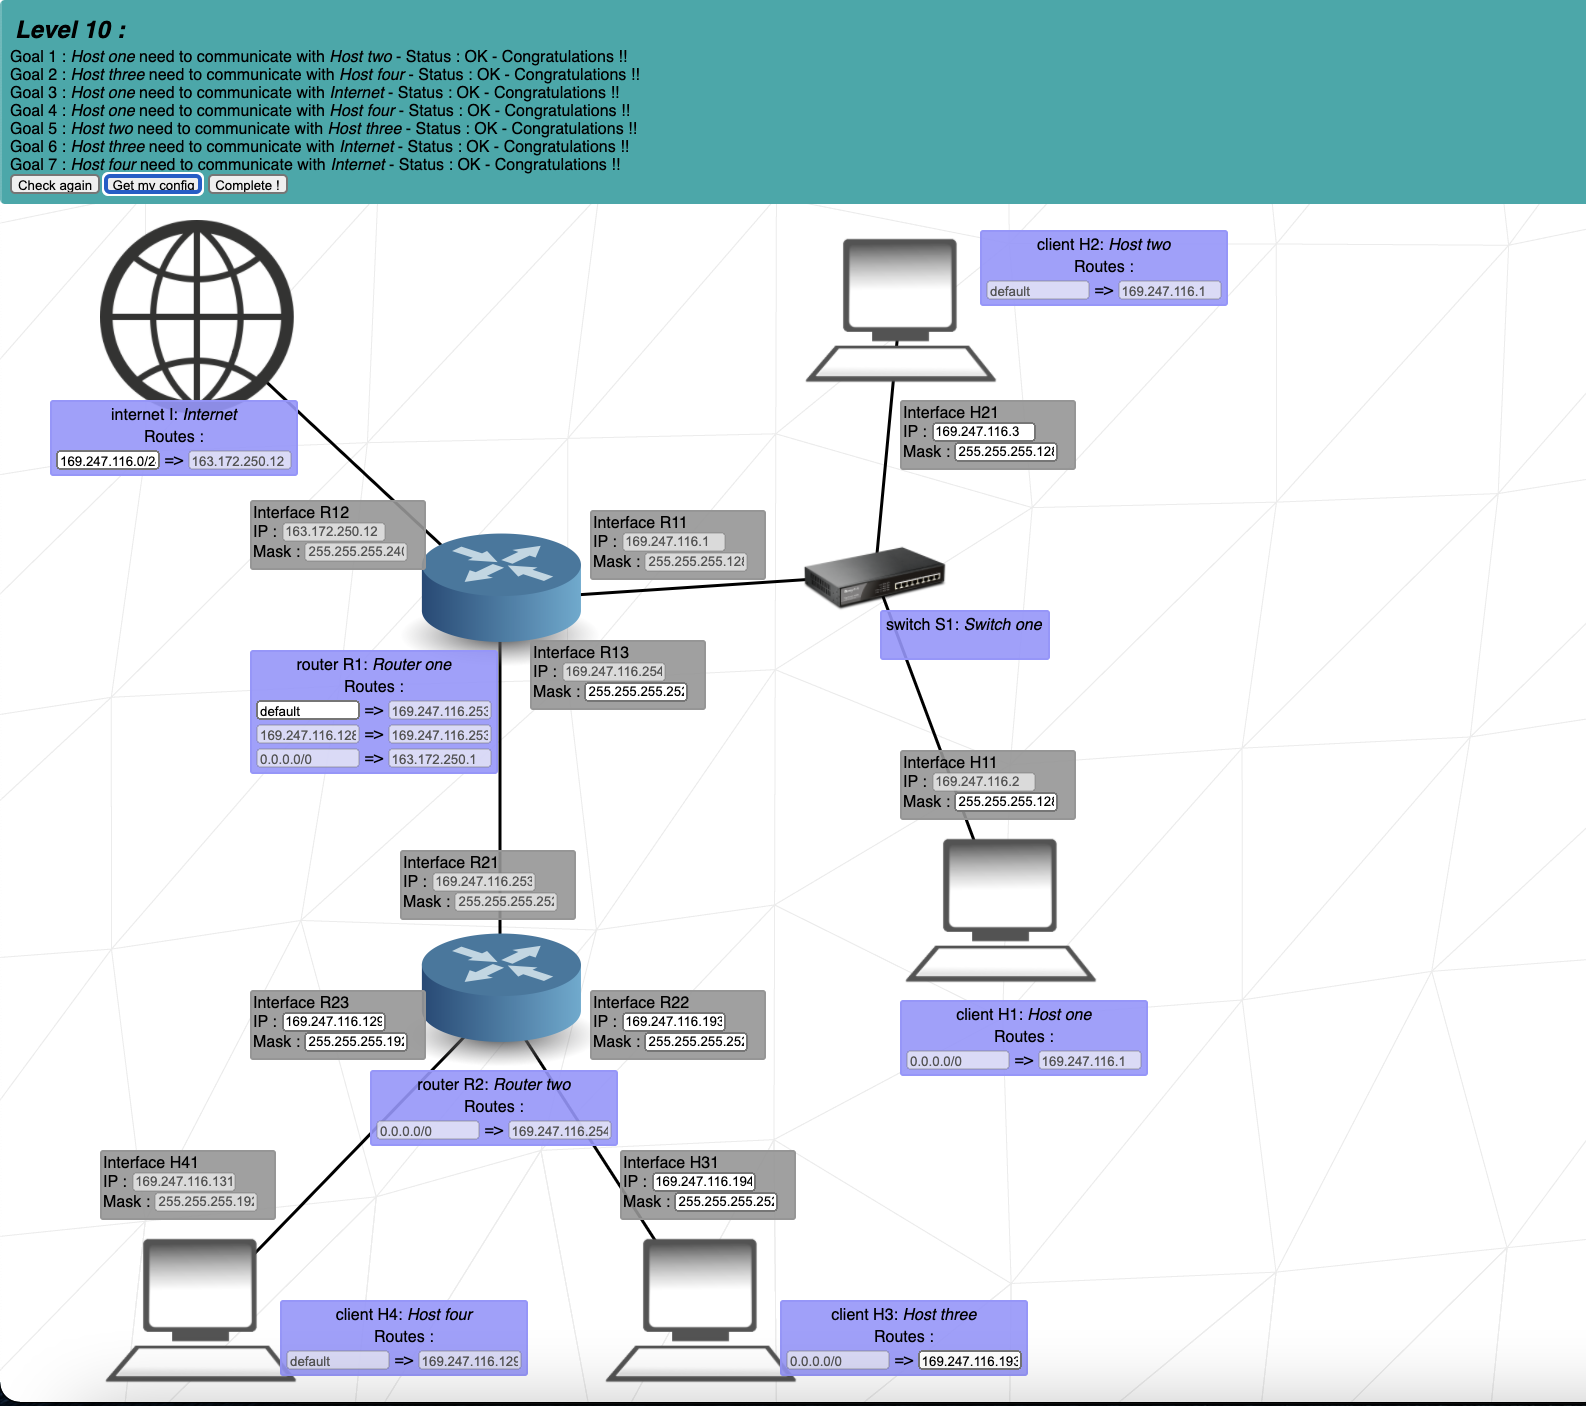 Level 10 :
Goal 1 : Host one need to communicate with Host two - Status : OK - Congratulations !!
Goal 2 : Host three need to communicate with Host four - Status : OK - Congratulations !!
Goal 3 : Host one need to communicate with Internet - Status : OK - Congratulations !!
Goal 4 : Host one need to communicate with Host four - Status : OK - Congratulations !!
Goal 5 : Host two need to communicate with Host three - Status : OK - Congratulations !!
Goal 6 : Host three need to communicate with Internet - Status : OK - Congratulations !!
Goal 7 : Host four need to communicate with Internet - Status : OK - Congratulations !!
Check again Get my config Complete !
client H2: Host two
Routes :
default => 169.247.116.1
internet I: Internet
Routes :
169.247.116.0/2 => 163.172.250.12
Interface H21
IP : 169.247.116.3
Mask : 255.255.255.128
Interface R12
IP : 163.172.250.12
Mask : 255.255.255.240
Interface R11
IP : 169.247.116.1
Mask : 255.255.255.128
switch S1: Switch one
Interface R13
IP : 169.247.116.254
Mask : 255.255.255.252
router R1: Router one
Routes :
default => 169.247.116.253
169.247.116.128 => 169.247.116.253
0.0.0.0/0 => 163.172.250.1
Interface H11
IP : 169.247.116.2
Mask : 255.255.255.128
Interface R21
IP : 169.247.116.253
Mask : 255.255.255.252
Interface R23
IP : 169.247.116.129
Mask : 255.255.255.192
Interface R22
IP : 169.247.116.193
Mask : 255.255.255.252
client H1: Host one
Routes :
0.0.0.0/0 => 169.247.116.1
router R2: Router two
Routes :
0.0.0.0/0 => 169.247.116.254
Interface H41
IP : 169.247.116.131
Mask : 255.255.255.192
Interface H31
IP : 169.247.116.194
Mask : 255.255.255.252
client H4: Host four
Routes :
default => 169.247.116.129
client H3: Host three
Routes :
0.0.0.0/0 => 169.247.116.193